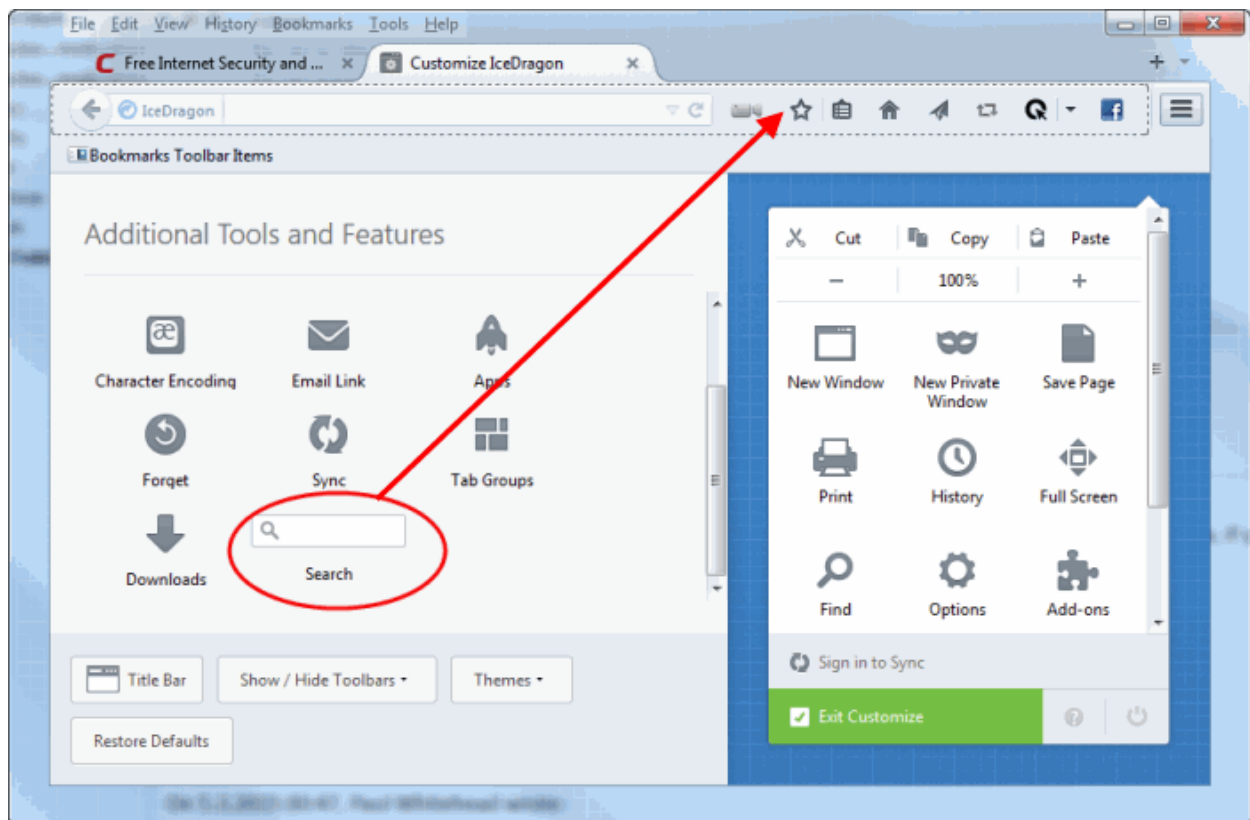 File Edit View History Bookmarks Tools Help
Free Internet Security and ... Customize IceDragon
IceDragon
Bookmarks Toolbar Items
Additional Tools and Features
Cut Copy Paste
100%
Character Encoding Email Link Apps
New Window New Private Window Save Page
Forget Sync Tab Groups
Print History Full Screen
Downloads Search
Find Options Add-ons
Sign in to Sync
Title Bar Show / Hide Toolbars Themes
Exit Customize
Restore Defaults